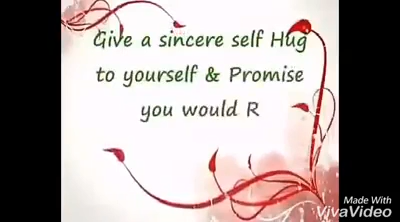 Give a sincere self Hug
to yourself & Promise
you would R
Made With
VivaVideo